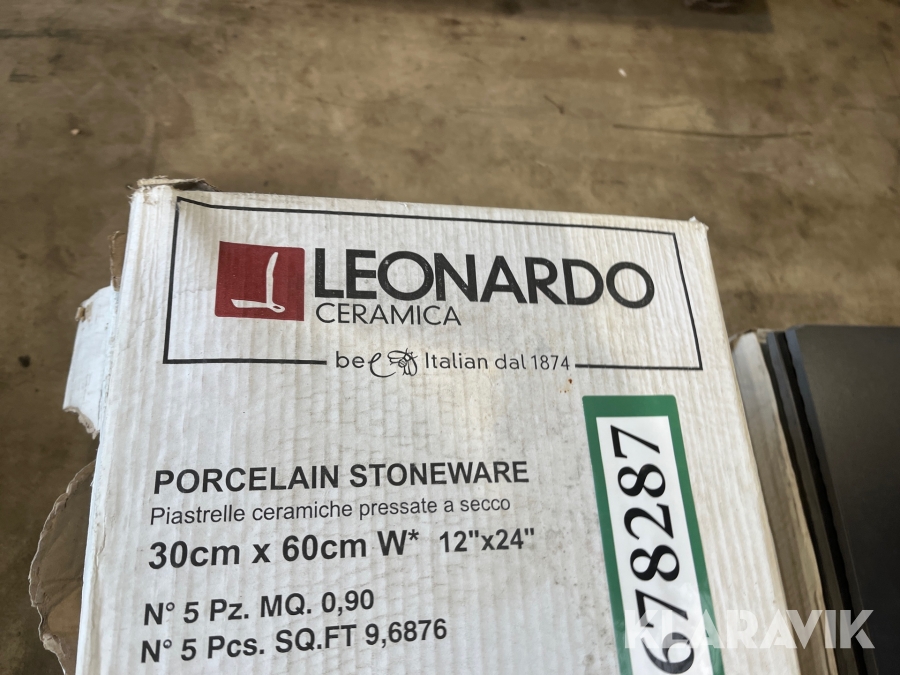 LEONARDO
CERAMICA
bee Italian dal 1874
PORCELAIN STONEWARE
Piastrelle ceramiche pressate a secco
30cm x 60cm W* 12"x24"
N° 5 Pz. MQ. 0,90
N° 5 Pcs. SQ.FT 9,6876
678287
KLARAVIK